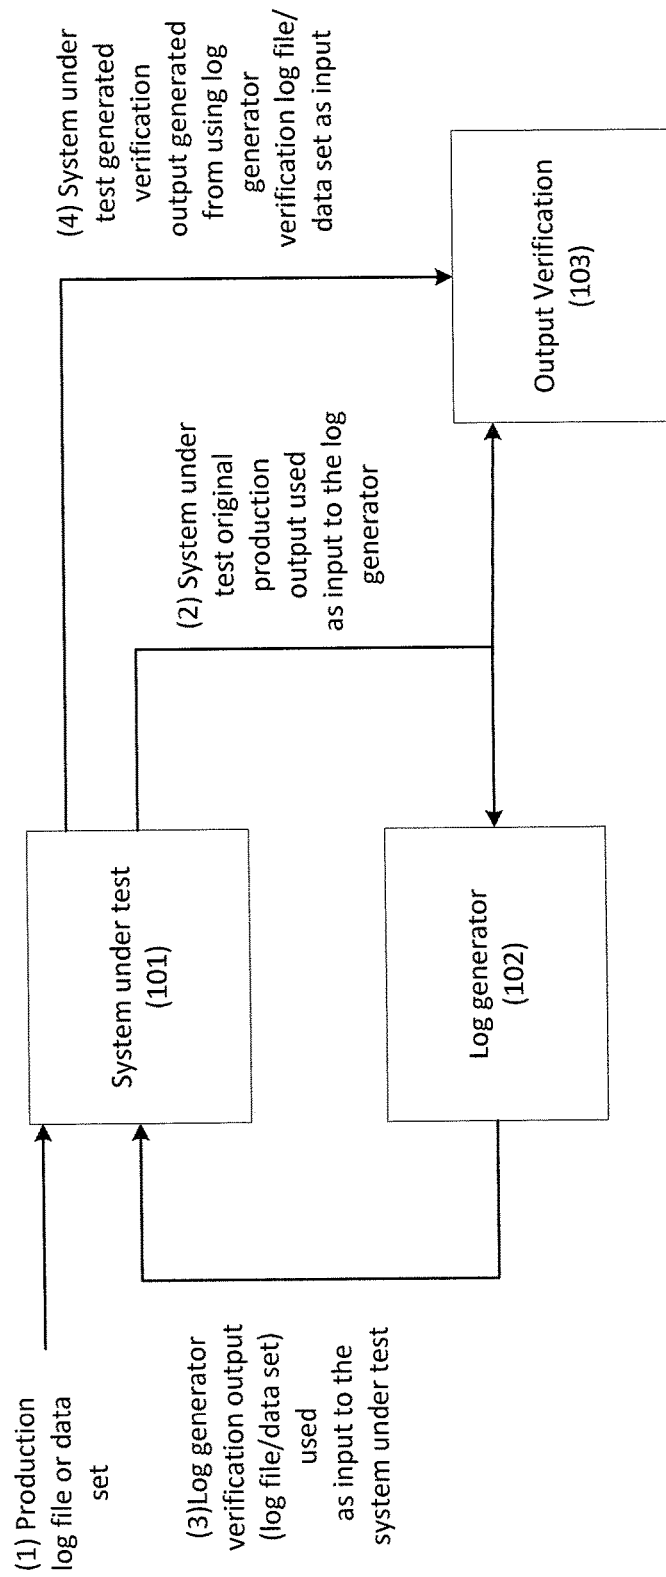 (1) Production
log file or data
set
System under test
(101)
(2) System under
test original
production
output used
as input to the log
generator
(3)Log generator
verification output
(log file/data set)
used
as input to the
system under test
Log generator
(102)
(4) System under
test generated
verification
output generated
from using log
generator
verification log file/
data set as input
Output Verification
(103)